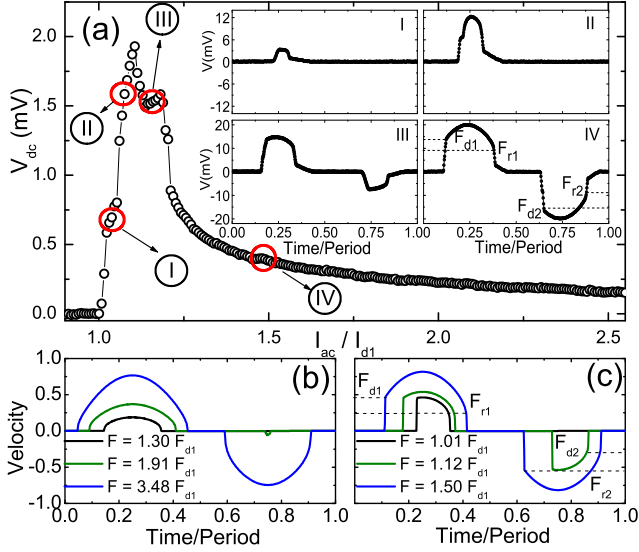 (a)
V_dc (mV)
2.0
1.5
1.0
0.5
0.0
III
II
I
IV
1.0 1.5 2.0 2.5
I_ac / I_d1
I
V(mV)
12
6
0
-6
-12
II
III
V(mV)
20
10
0
-10
-20
0.0 0.25 0.50 0.75 1.0
Time/Period
IV
F_d1
F_r1
F_r2
F_d2
0.0 0.25 0.50 0.75 1.0
Time/Period
(b)
Velocity
1.0
0.5
0.0
-0.5
-1.0
F = 1.30 F_d1
F = 1.91 F_d1
F = 3.48 F_d1
0.0 0.2 0.4 0.6 0.8 1.0
Time/Period
(c)
F_d1
F_r1
F_d2
F_r2
F = 1.01 F_d1
F = 1.12 F_d1
F = 1.50 F_d1
0.0 0.2 0.4 0.6 0.8 1.0
Time/Period